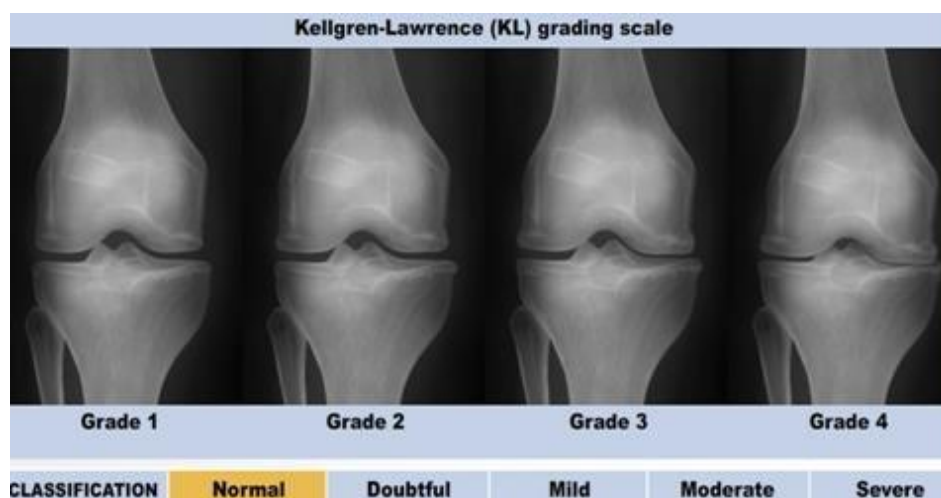 Kellgren-Lawrence (KL) grading scale
Grade 1 Grade 2 Grade 3 Grade 4
CLASSIFICATION Normal Doubtful Mild Moderate Severe